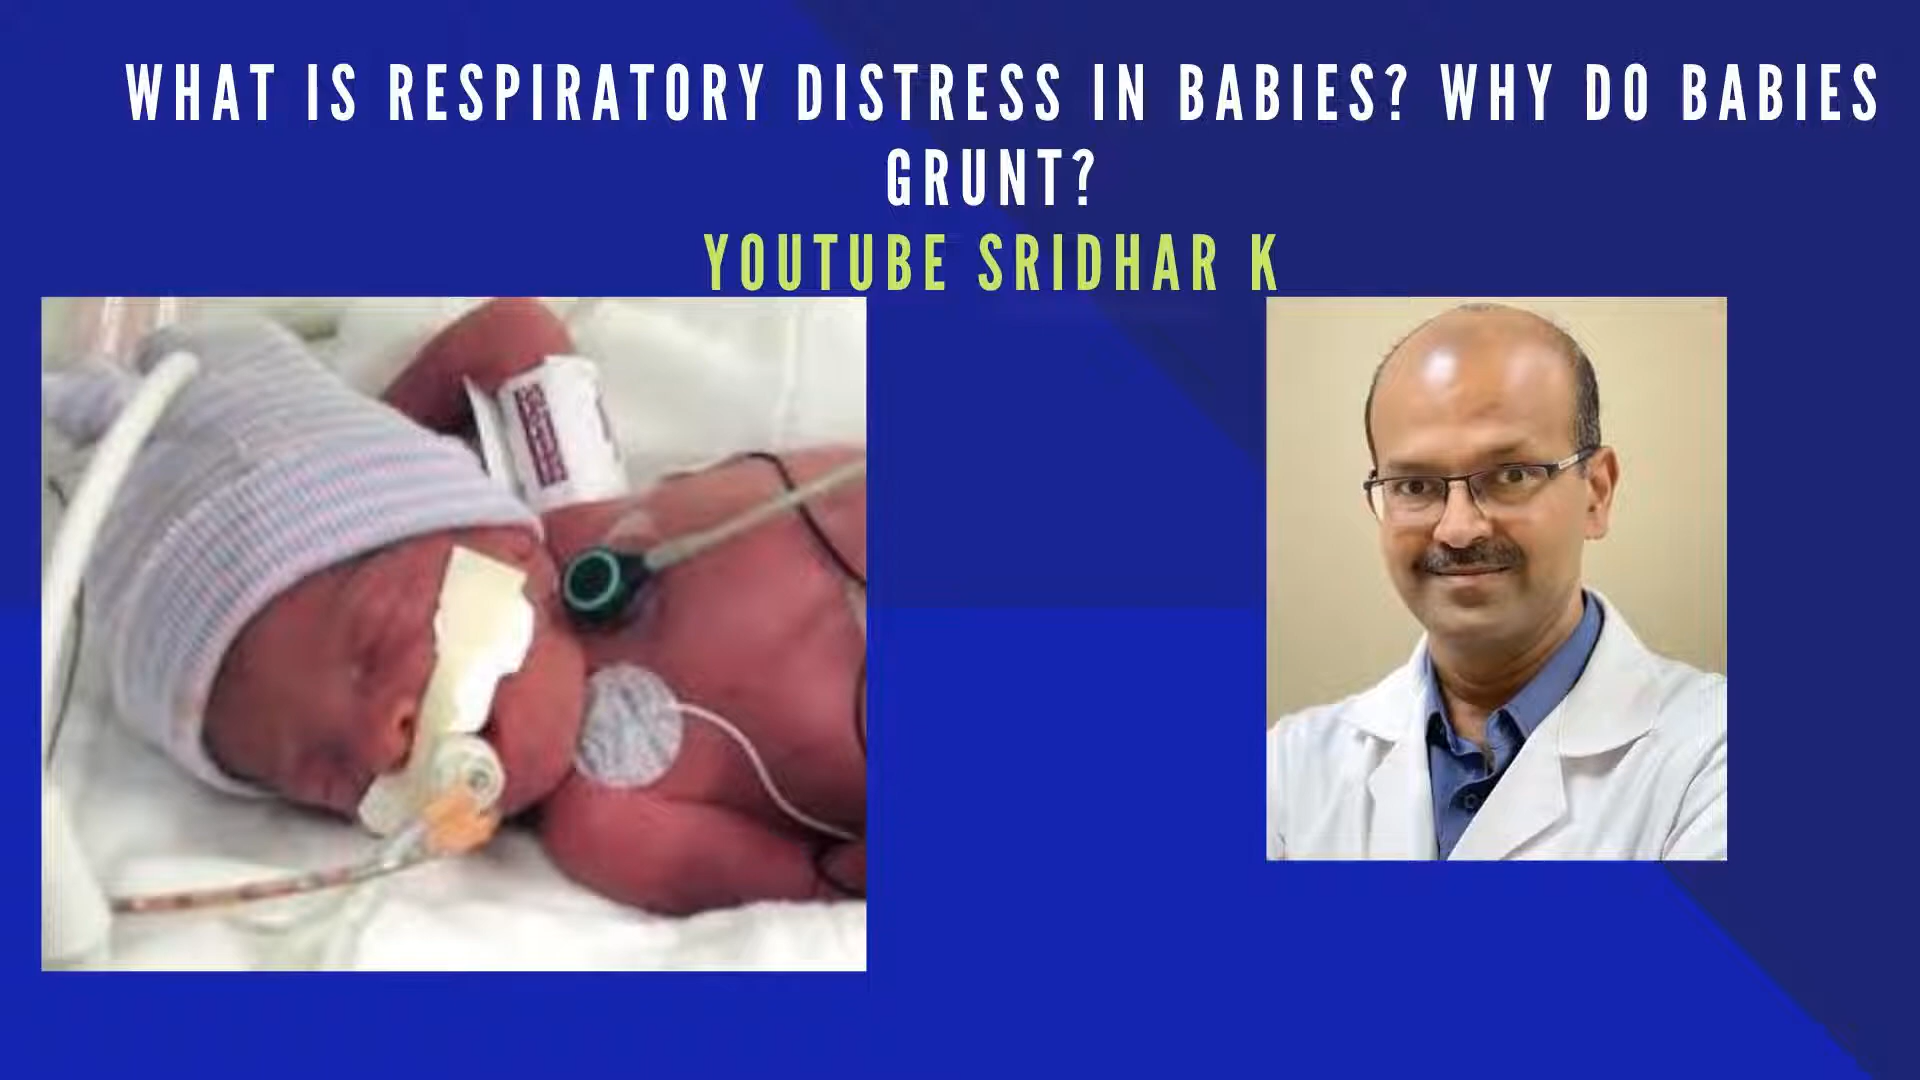 WHAT IS RESPIRATORY DISTRESS IN BABIES? WHY DO BABIES
GRUNT?
YOUTUBE SRIDHAR K